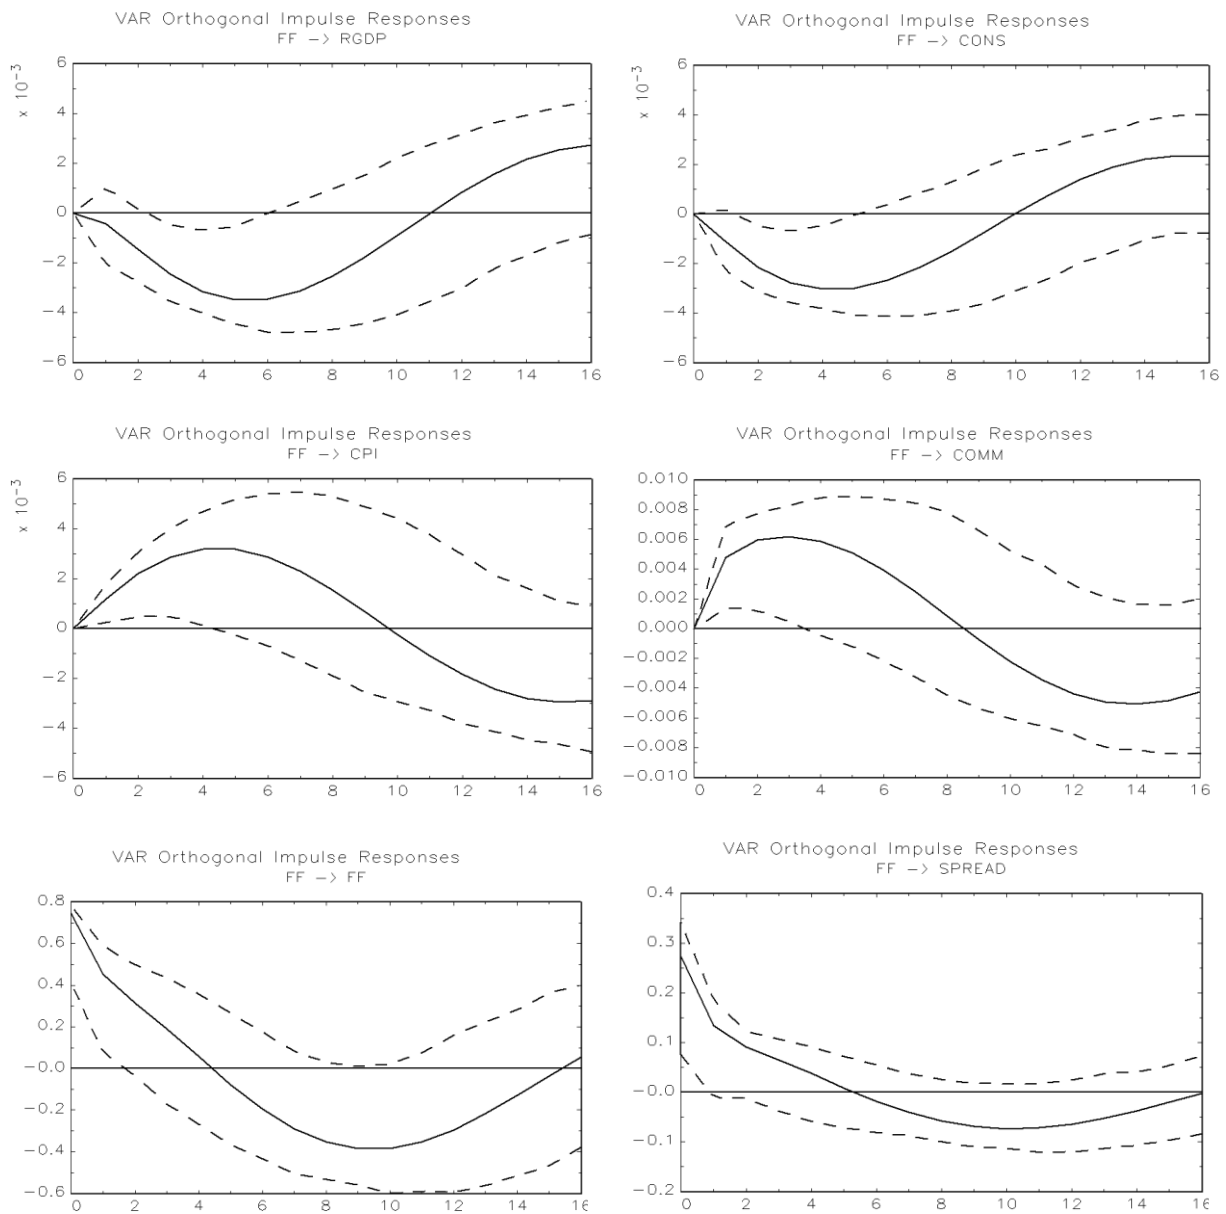 VAR Orthogonal Impulse Responses
FF -> RGDP
× 10⁻³
6
4
2
0
-2
-4
-6
0 2 4 6 8 10 12 14 16
VAR Orthogonal Impulse Responses
FF -> CONS
× 10⁻³
6
4
2
0
-2
-4
-6
0 2 4 6 8 10 12 14 16
VAR Orthogonal Impulse Responses
FF -> CPI
× 10⁻³
6
4
2
0
-2
-4
-6
0 2 4 6 8 10 12 14 16
VAR Orthogonal Impulse Responses
FF -> COMM
0.010
0.008
0.006
0.004
0.002
0.000
-0.002
-0.004
-0.006
-0.008
-0.010
0 2 4 6 8 10 12 14 16
VAR Orthogonal Impulse Responses
FF -> FF
0.8
0.6
0.4
0.2
-0.0
-0.2
-0.4
-0.6
0 2 4 6 8 10 12 14 16
VAR Orthogonal Impulse Responses
FF -> SPREAD
0.4
0.3
0.2
0.1
-0.0
-0.1
-0.2
0 2 4 6 8 10 12 14 16